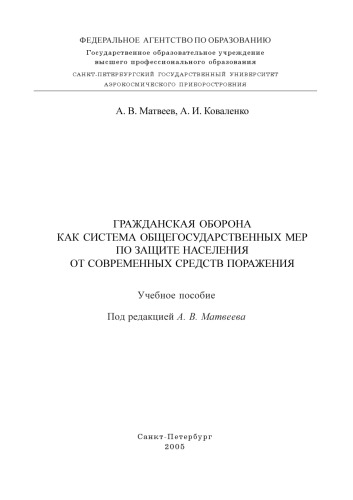 ФЕДЕРАЛЬНОЕ АГЕНТСТВО ПО ОБРАЗОВАНИЮ
Государственное образовательное учреждение
высшего профессионального образования
САНКТ-ПЕТЕРБУРГСКИЙ ГОСУДАРСТВЕННЫЙ УНИВЕРСИТЕТ
АЭРОКОСМИЧЕСКОГО ПРИБОРОСТРОЕНИЯ
А. В. Матвеев, А. И. Коваленко
ГРАЖДАНСКАЯ ОБОРОНА
КАК СИСТЕМА ОБЩЕГОСУДАРСТВЕННЫХ МЕР
ПО ЗАЩИТЕ НАСЕЛЕНИЯ
ОТ СОВРЕМЕННЫХ СРЕДСТВ ПОРАЖЕНИЯ
Учебное пособие
Под редакцией А. В. Матвеева
Санкт-Петербург
2005